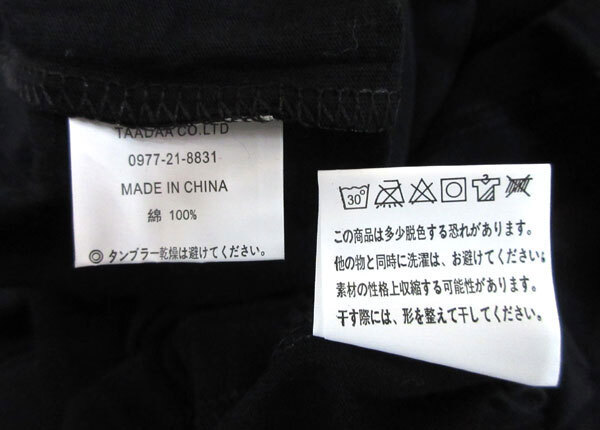 TAADAA CO.LTD
0977-21-8831
MADE IN CHINA
綿 100%
◎ タンブラー乾燥は避けてください。
30°
この商品は多少脱色する恐れがあります。
他の物と同時に洗濯は、お避けてください;
素材の性格上収縮する可能性があります。
干す際には、形を整えて干してください。